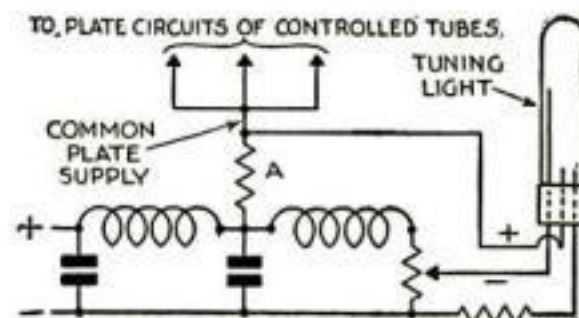 TO, PLATE CIRCUITS OF CONTROLLED TUBES,
TUNING
LIGHT
COMMON
PLATE
SUPPLY
A
+
+
−
−